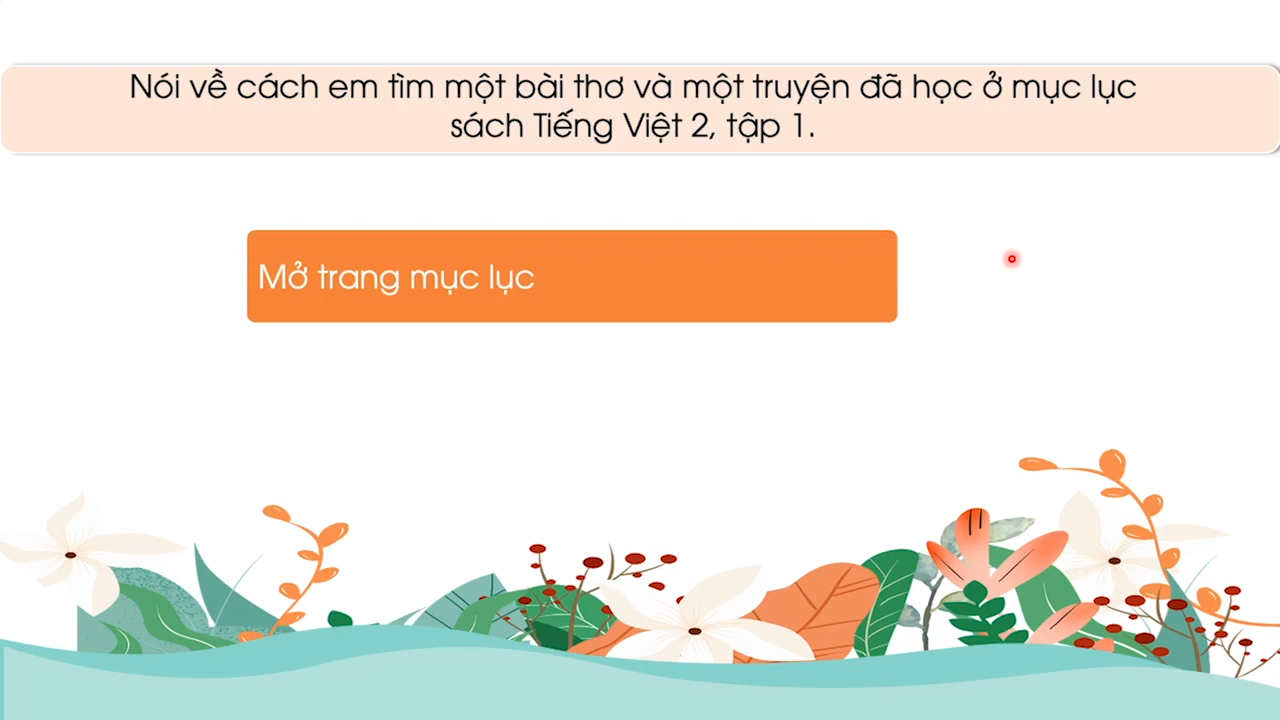 Nói về cách em tìm một bài thơ và một truyện đã học ở mục lục
sách Tiếng Việt 2, tập 1.
Mở trang mục lục